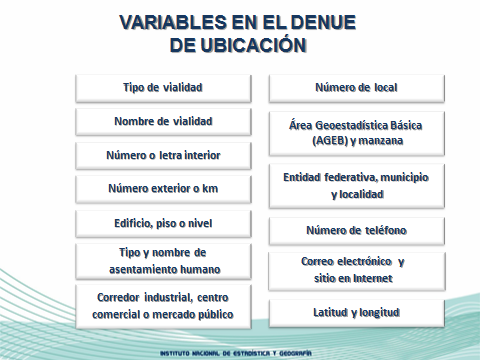 VARIABLES EN EL DENUE
DE UBICACIÓN
Tipo de vialidad
Nombre de vialidad
Número o letra interior
Número exterior o km
Edificio, piso o nivel
Tipo y nombre de
asentamiento humano
Corredor industrial, centro
comercial o mercado público
Número de local
Área Geoestadística Básica
(AGEB) y manzana
Entidad federativa, municipio
y localidad
Número de teléfono
Correo electrónico y
sitio en Internet
Latitud y longitud
INSTITUTO NACIONAL DE ESTADÍSTICA Y GEOGRAFÍA